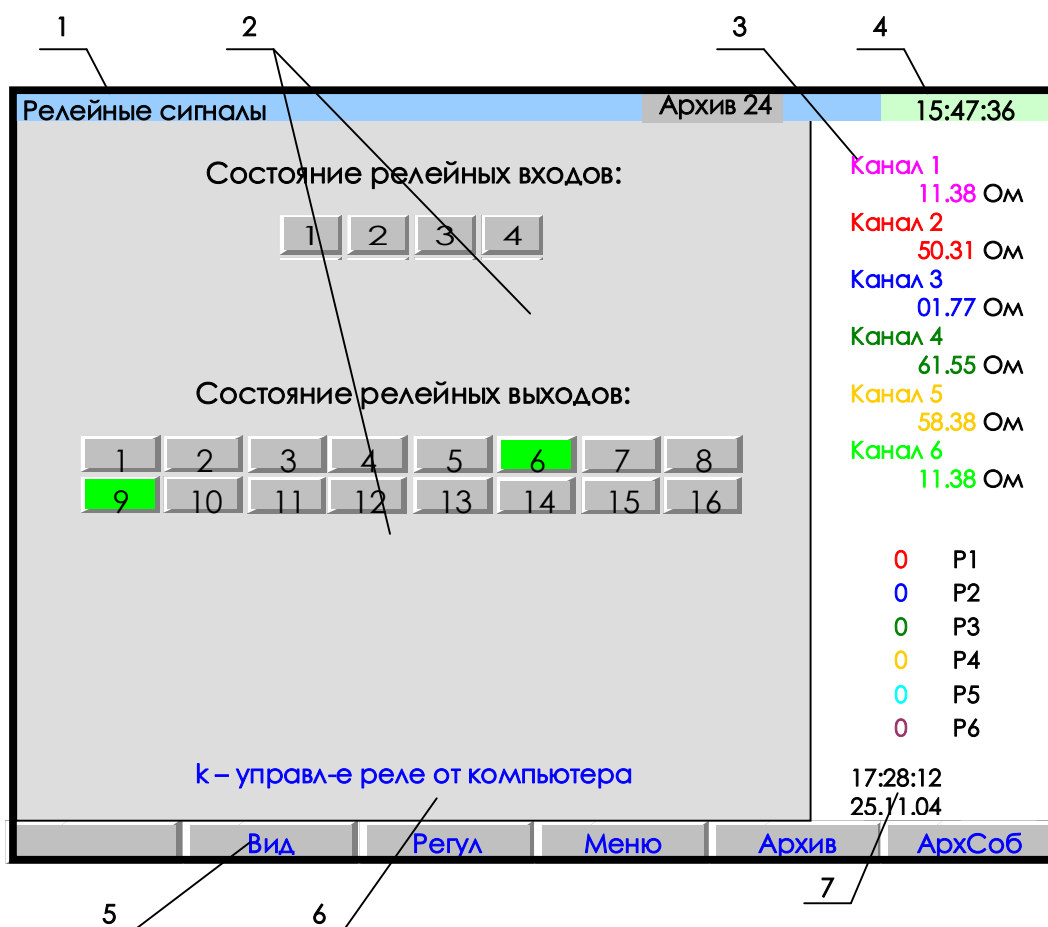 1 2 3 4
Релейные сигналы Архив 24 15:47:36
Состояние релейных входов:
1 2 3 4
Состояние релейных выходов:
1 2 3 4 5 6 7 8
9 10 11 12 13 14 15 16
k – управл-е реле от компьютера
Канал 1
11.38 Ом
Канал 2
50.31 Ом
Канал 3
01.77 Ом
Канал 4
61.55 Ом
Канал 5
58.38 Ом
Канал 6
11.38 Ом
0 P1
0 P2
0 P3
0 P4
0 P5
0 P6
17:28:12
25.11.04
Вид Регул Меню Архив АрхСоб
5 6 7